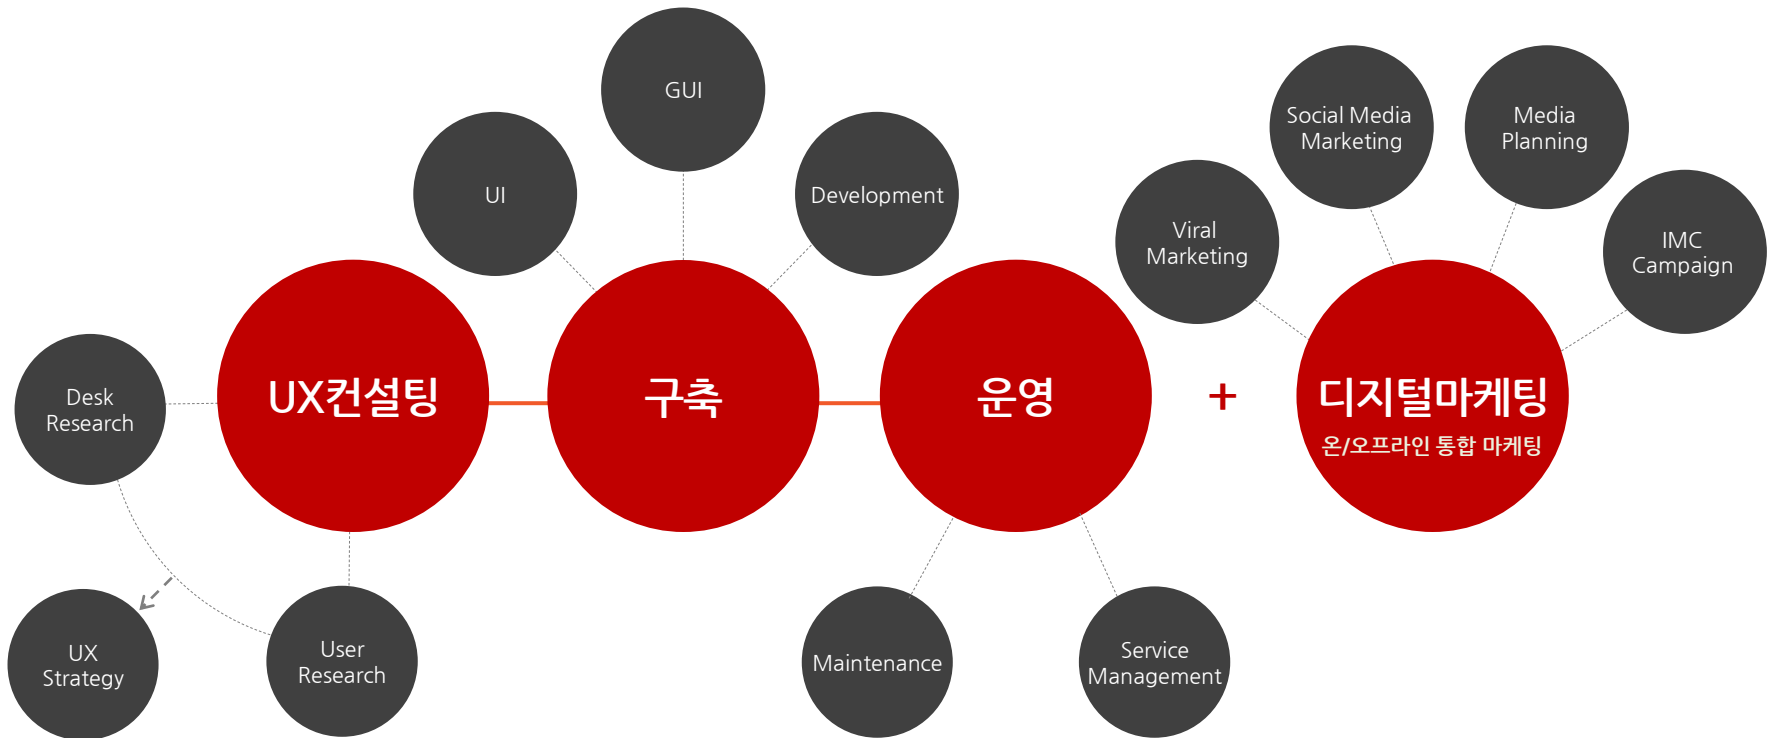 GUI
Social Media
Marketing
Media
Planning
UI
Development
Viral
Marketing
IMC
Campaign
Desk
Research
UX컨설팅
구축
운영
+
디지털마케팅
온/오프라인 통합 마케팅
UX
Strategy
User
Research
Maintenance
Service
Management